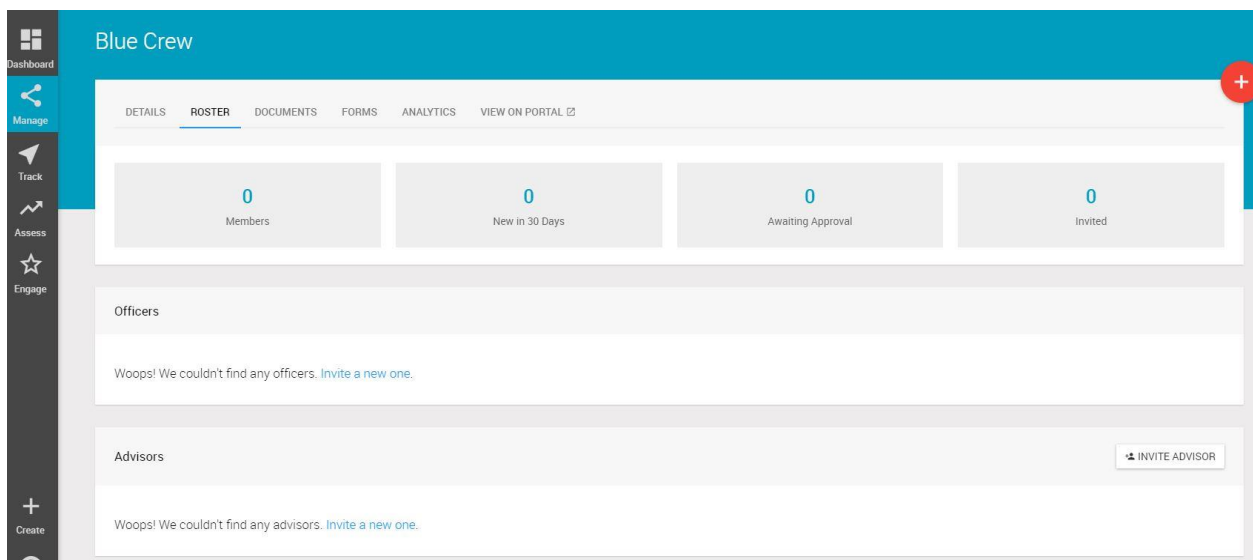 Blue Crew
Dashboard
Manage
Track
Assess
Engage
Create
DETAILS ROSTER DOCUMENTS FORMS ANALYTICS VIEW ON PORTAL
0 0 0 0
Members New in 30 Days Awaiting Approval Invited
Officers
Woops! We couldn't find any officers. Invite a new one.
Advisors INVITE ADVISOR
Woops! We couldn't find any advisors. Invite a new one.